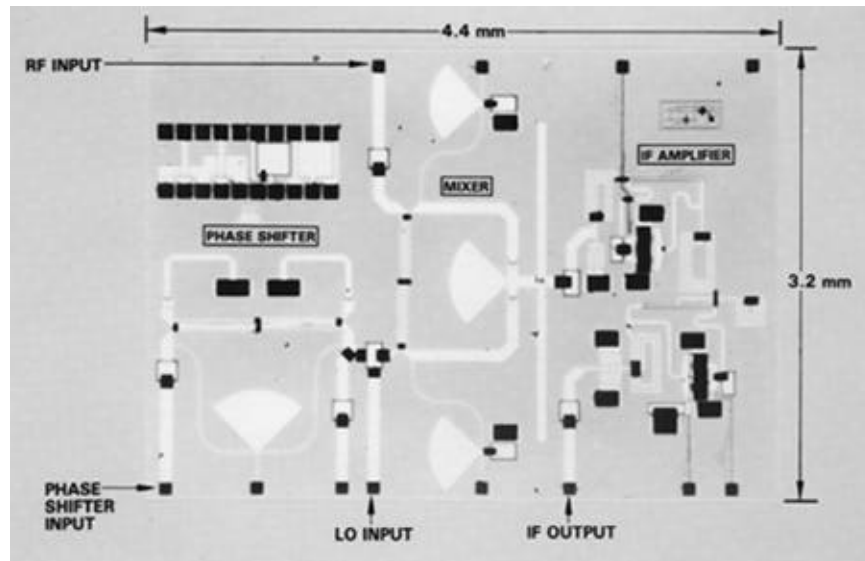 4.4 mm
RF INPUT
IF AMPLIFIER
MIXER
PHASE SHIFTER
3.2 mm
PHASE
SHIFTER
INPUT
LO INPUT
IF OUTPUT